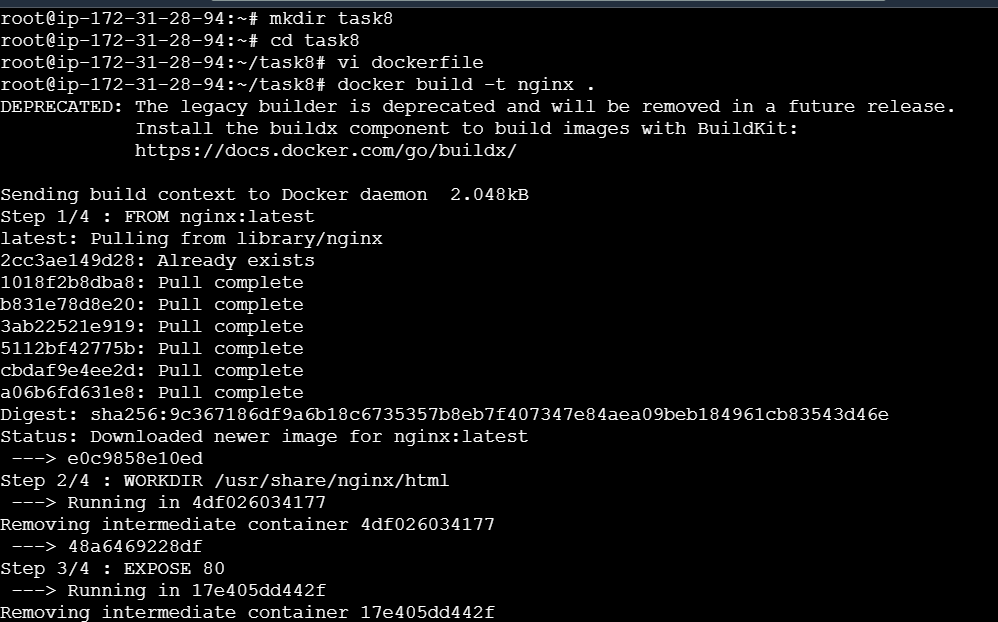 root@ip-172-31-28-94:~# mkdir task8
root@ip-172-31-28-94:~# cd task8
root@ip-172-31-28-94:~/task8# vi dockerfile
root@ip-172-31-28-94:~/task8# docker build -t nginx .
DEPRECATED: The legacy builder is deprecated and will be removed in a future release.
            Install the buildx component to build images with BuildKit:
            https://docs.docker.com/go/buildx/

Sending build context to Docker daemon  2.048kB
Step 1/4 : FROM nginx:latest
latest: Pulling from library/nginx
2cc3ae149d28: Already exists
1018f2b8dba8: Pull complete
b831e78d8e20: Pull complete
3ab22521e919: Pull complete
5112bf42775b: Pull complete
cbdaf9e4ee2d: Pull complete
a06b6fd631e8: Pull complete
Digest: sha256:9c367186df9a6b18c6735357b8eb7f407347e84aea09beb184961cb83543d46e
Status: Downloaded newer image for nginx:latest
 ---> e0c9858e10ed
Step 2/4 : WORKDIR /usr/share/nginx/html
 ---> Running in 4df026034177
Removing intermediate container 4df026034177
 ---> 48a6469228df
Step 3/4 : EXPOSE 80
 ---> Running in 17e405dd442f
Removing intermediate container 17e405dd442f